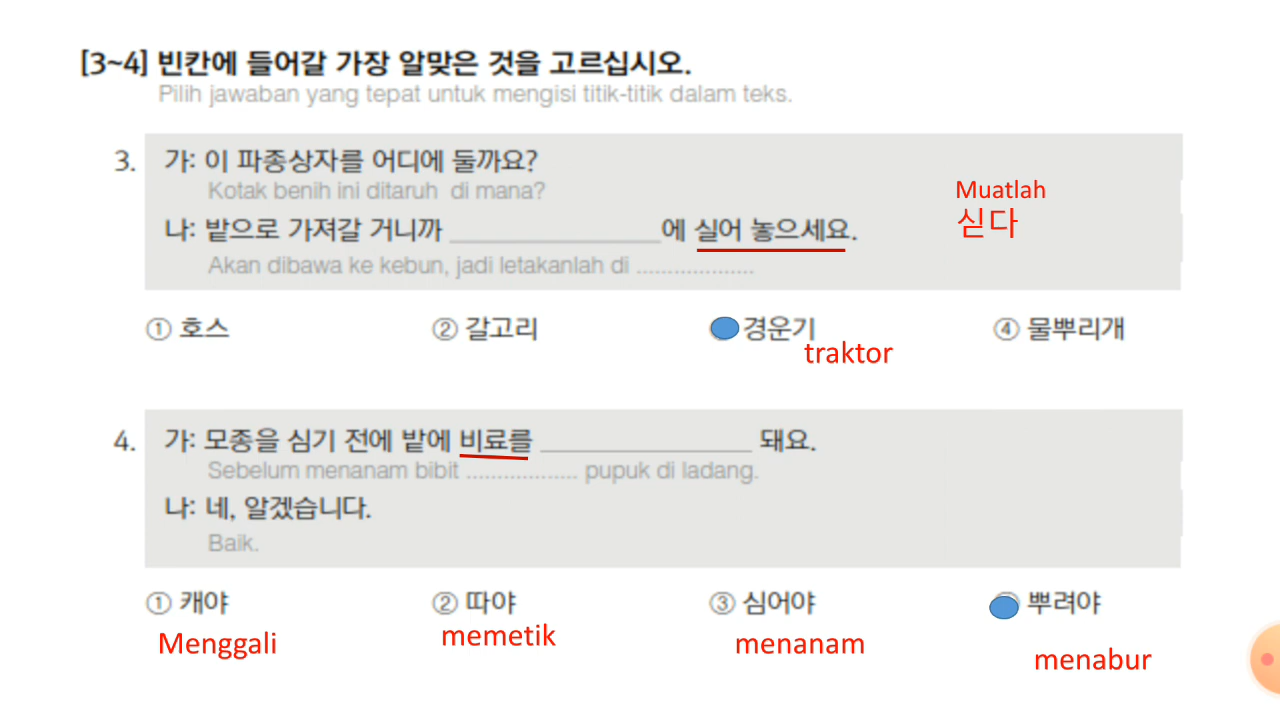 [3~4] 빈칸에 들어갈 가장 알맞은 것을 고르십시오.
Pilih jawaban yang tepat untuk mengisi titik-titik dalam teks.
3. 가: 이 파종상자를 어디에 둘까요?
Kotak benih ini ditaruh di mana?
나: 밭으로 가져갈 거니까 _______________에 실어 놓으세요.
Akan dibawa ke kebun, jadi letakanlah di ...................
Muatlah
싣다
① 호스 ② 갈고리 경운기 ④ 물뿌리개
traktor
4. 가: 모종을 심기 전에 밭에 비료를 _______________ 돼요.
Sebelum menanam bibit .................. pupuk di ladang.
나: 네, 알겠습니다.
Baik.
① 캐야 ② 따야 ③ 심어야 뿌려야
Menggali memetik menanam menabur